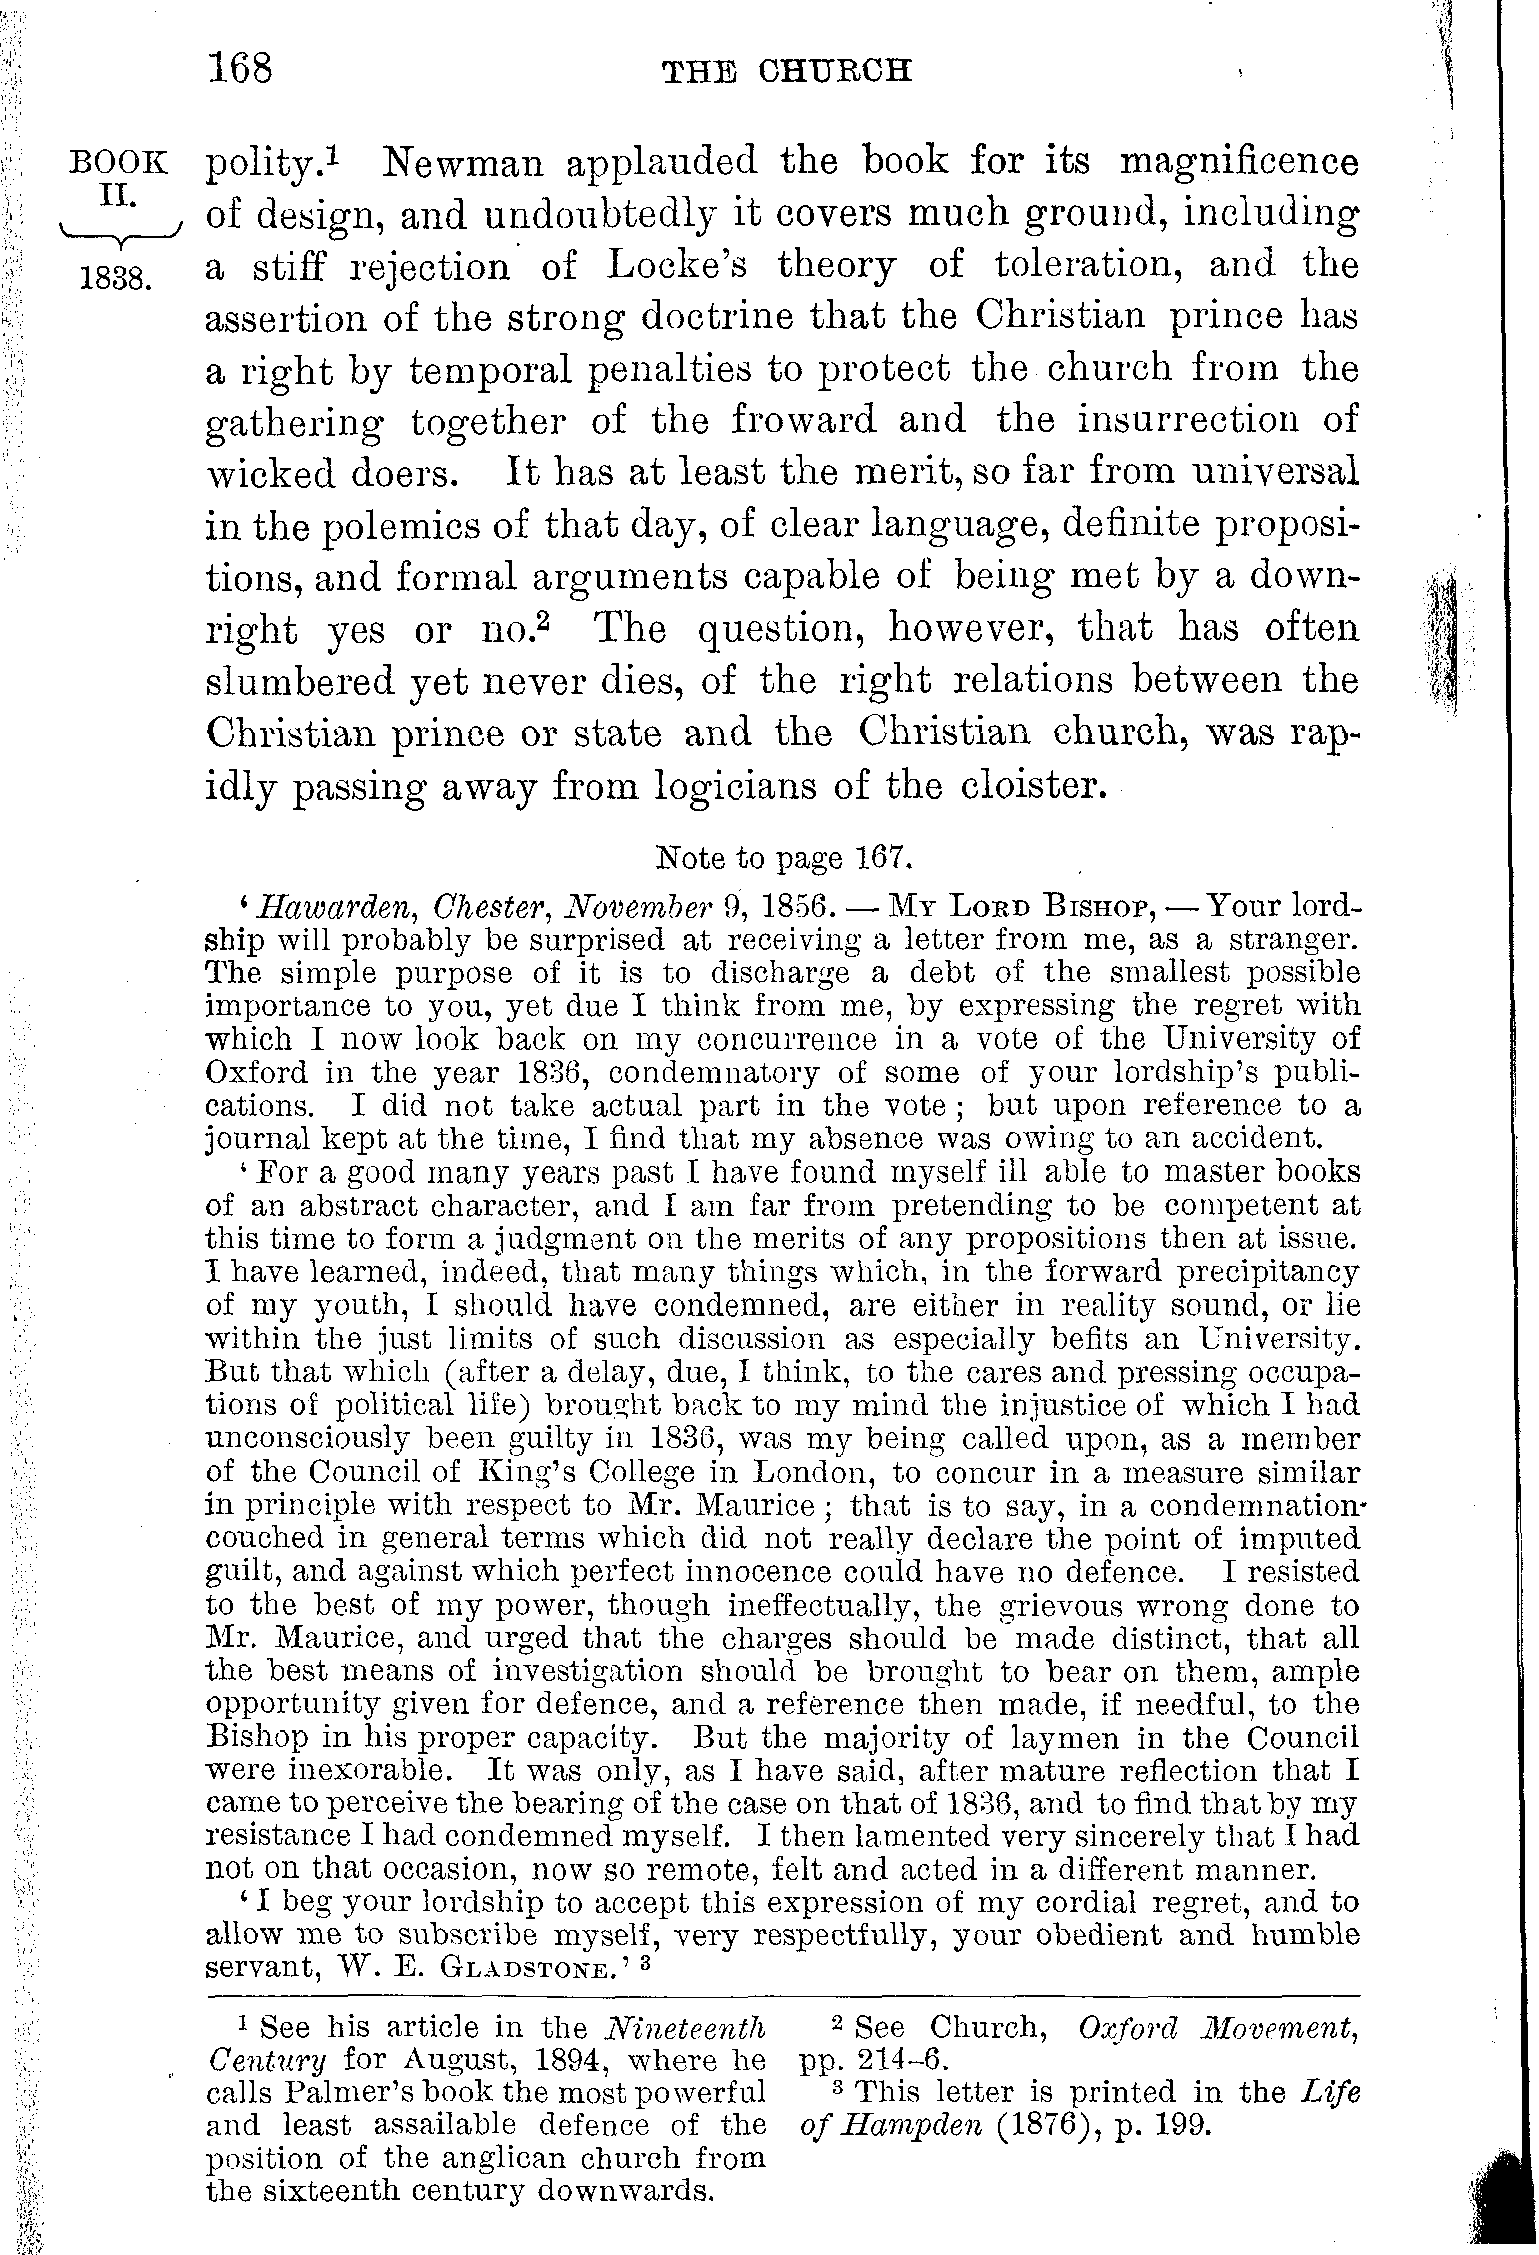 168 THE CHURCH
BOOK
II.
1838.
polity.¹ Newman applauded the book for its magnificence
of design, and undoubtedly it covers much ground, including
a stiff rejection of Locke's theory of toleration, and the
assertion of the strong doctrine that the Christian prince has
a right by temporal penalties to protect the church from the
gathering together of the froward and the insurrection of
wicked doers. It has at least the merit, so far from universal
in the polemics of that day, of clear language, definite proposi-
tions, and formal arguments capable of being met by a down-
right yes or no.² The question, however, that has often
slumbered yet never dies, of the right relations between the
Christian prince or state and the Christian church, was rap-
idly passing away from logicians of the cloister.
Note to page 167.
' Hawarden, Chester, November 9, 1856. — MY LORD BISHOP, — Your lord-
ship will probably be surprised at receiving a letter from me, as a stranger.
The simple purpose of it is to discharge a debt of the smallest possible
importance to you, yet due I think from me, by expressing the regret with
which I now look back on my concurrence in a vote of the University of
Oxford in the year 1836, condemnatory of some of your lordship's publi-
cations. I did not take actual part in the vote ; but upon reference to a
journal kept at the time, I find that my absence was owing to an accident.
' For a good many years past I have found myself ill able to master books
of an abstract character, and I am far from pretending to be competent at
this time to form a judgment on the merits of any propositions then at issue.
I have learned, indeed, that many things which, in the forward precipitancy
of my youth, I should have condemned, are either in reality sound, or lie
within the just limits of such discussion as especially befits an University.
But that which (after a delay, due, I think, to the cares and pressing occupa-
tions of political life) brought back to my mind the injustice of which I had
unconsciously been guilty in 1836, was my being called upon, as a member
of the Council of King's College in London, to concur in a measure similar
in principle with respect to Mr. Maurice ; that is to say, in a condemnation
couched in general terms which did not really declare the point of imputed
guilt, and against which perfect innocence could have no defence. I resisted
to the best of my power, though ineffectually, the grievous wrong done to
Mr. Maurice, and urged that the charges should be made distinct, that all
the best means of investigation should be brought to bear on them, ample
opportunity given for defence, and a reference then made, if needful, to the
Bishop in his proper capacity. But the majority of laymen in the Council
were inexorable. It was only, as I have said, after mature reflection that I
came to perceive the bearing of the case on that of 1836, and to find that by my
resistance I had condemned myself. I then lamented very sincerely that I had
not on that occasion, now so remote, felt and acted in a different manner.
' I beg your lordship to accept this expression of my cordial regret, and to
allow me to subscribe myself, very respectfully, your obedient and humble
servant, W. E. GLADSTONE.' ³
¹ See his article in the Nineteenth
Century for August, 1894, where he
calls Palmer's book the most powerful
and least assailable defence of the
position of the anglican church from
the sixteenth century downwards.
² See Church, Oxford Movement,
pp. 214–6.
³ This letter is printed in the Life
of Hampden (1876), p. 199.